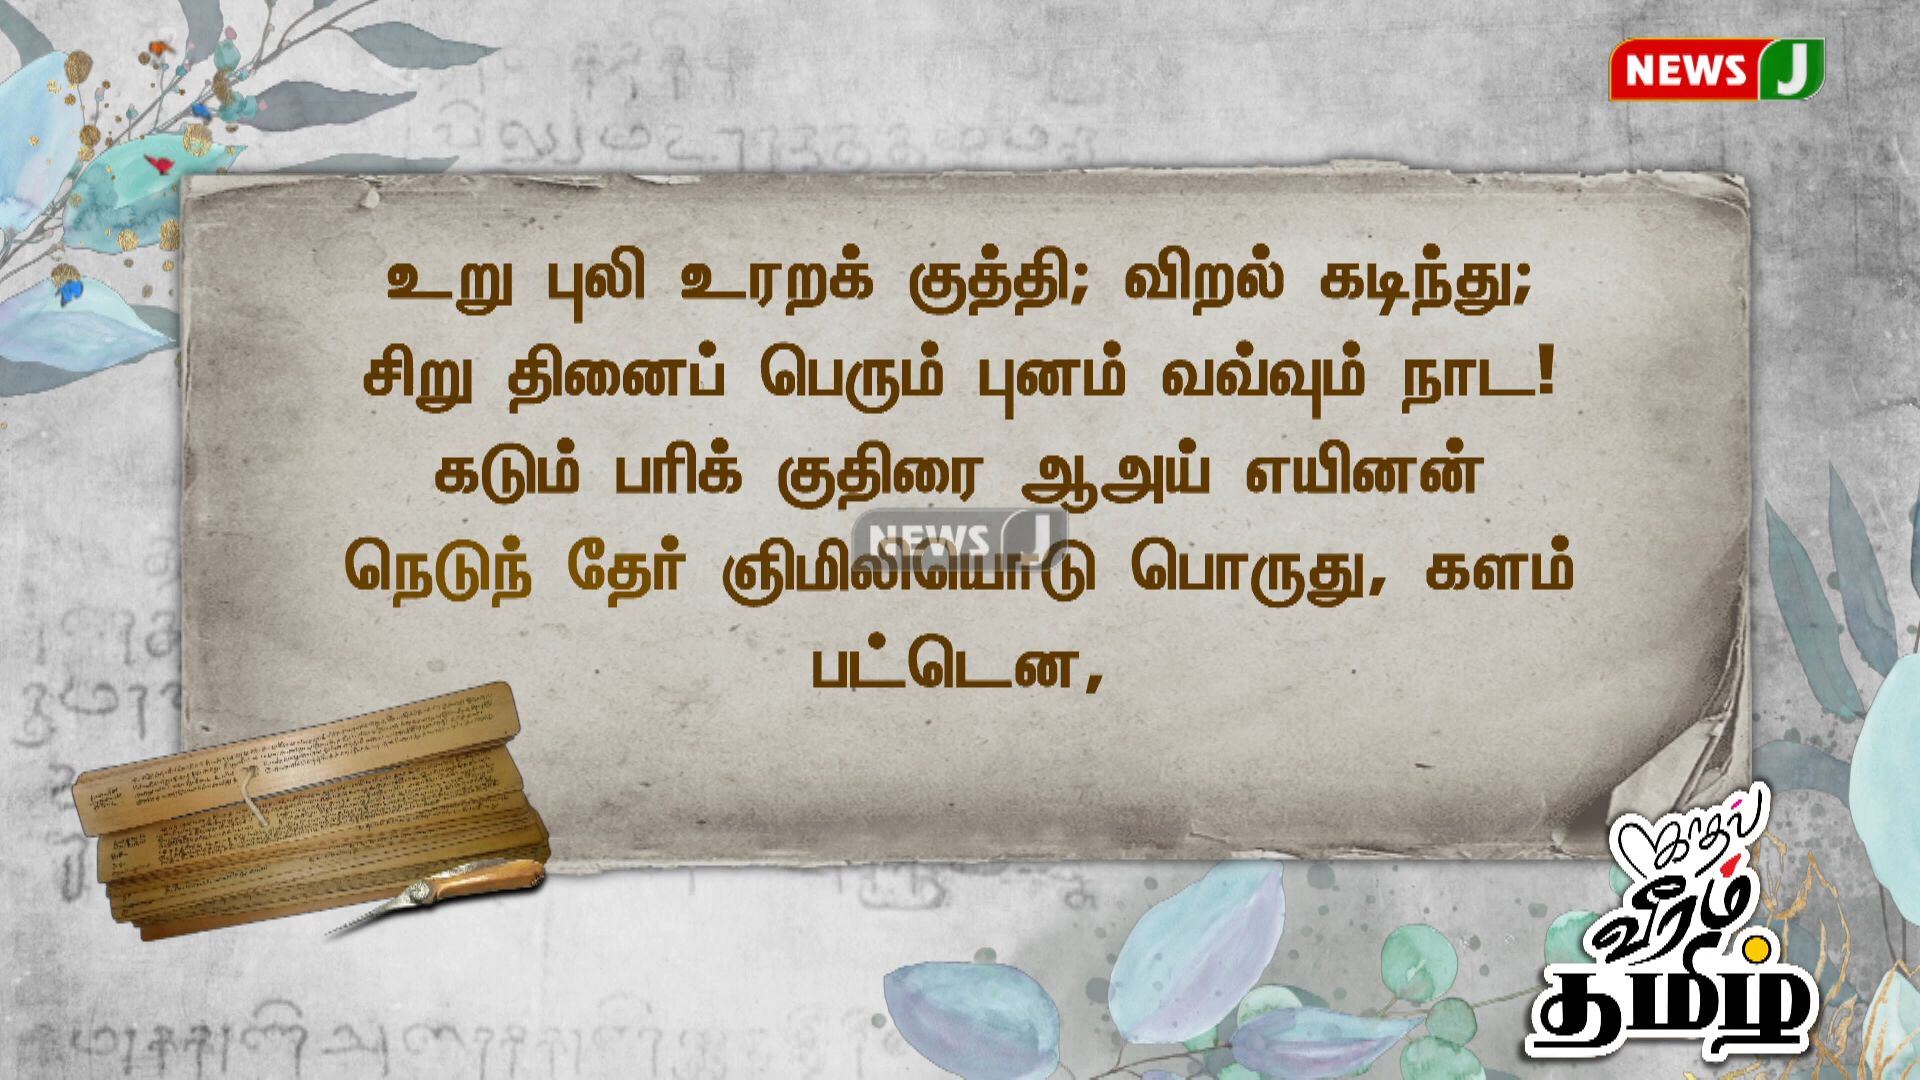 NEWS J
உறு புலி உரறக் குத்தி; விறல் கடிந்து;
சிறு தினைப் பெரும் புனம் வவ்வும் நாட!
கடும் பரிக் குதிரை ஆஅய் எயினன்
NEWS J
நெடுந் தேர் ஞிமிலியொடு பொருது, களம்
பட்டென,
காதல்
வீரம்
தமிழ்